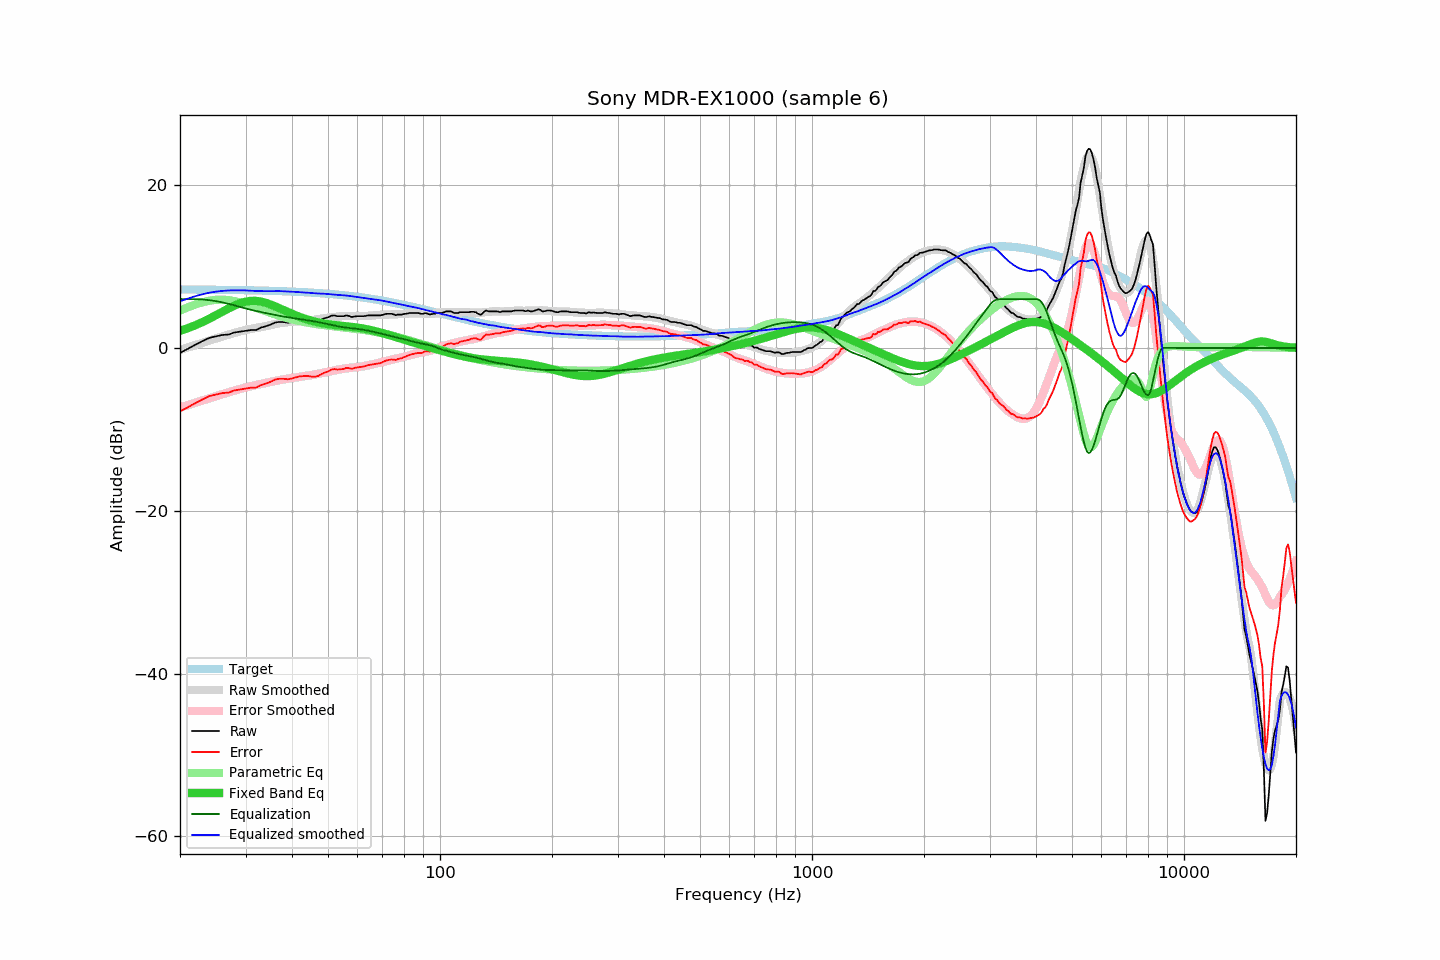 Sony MDR-EX1000 (sample 6)
20
0
−20
−40
−60
Amplitude (dBr)
Target
Raw Smoothed
Error Smoothed
Raw
Error
Parametric Eq
Fixed Band Eq
Equalization
Equalized smoothed
100
1000
10000
Frequency (Hz)